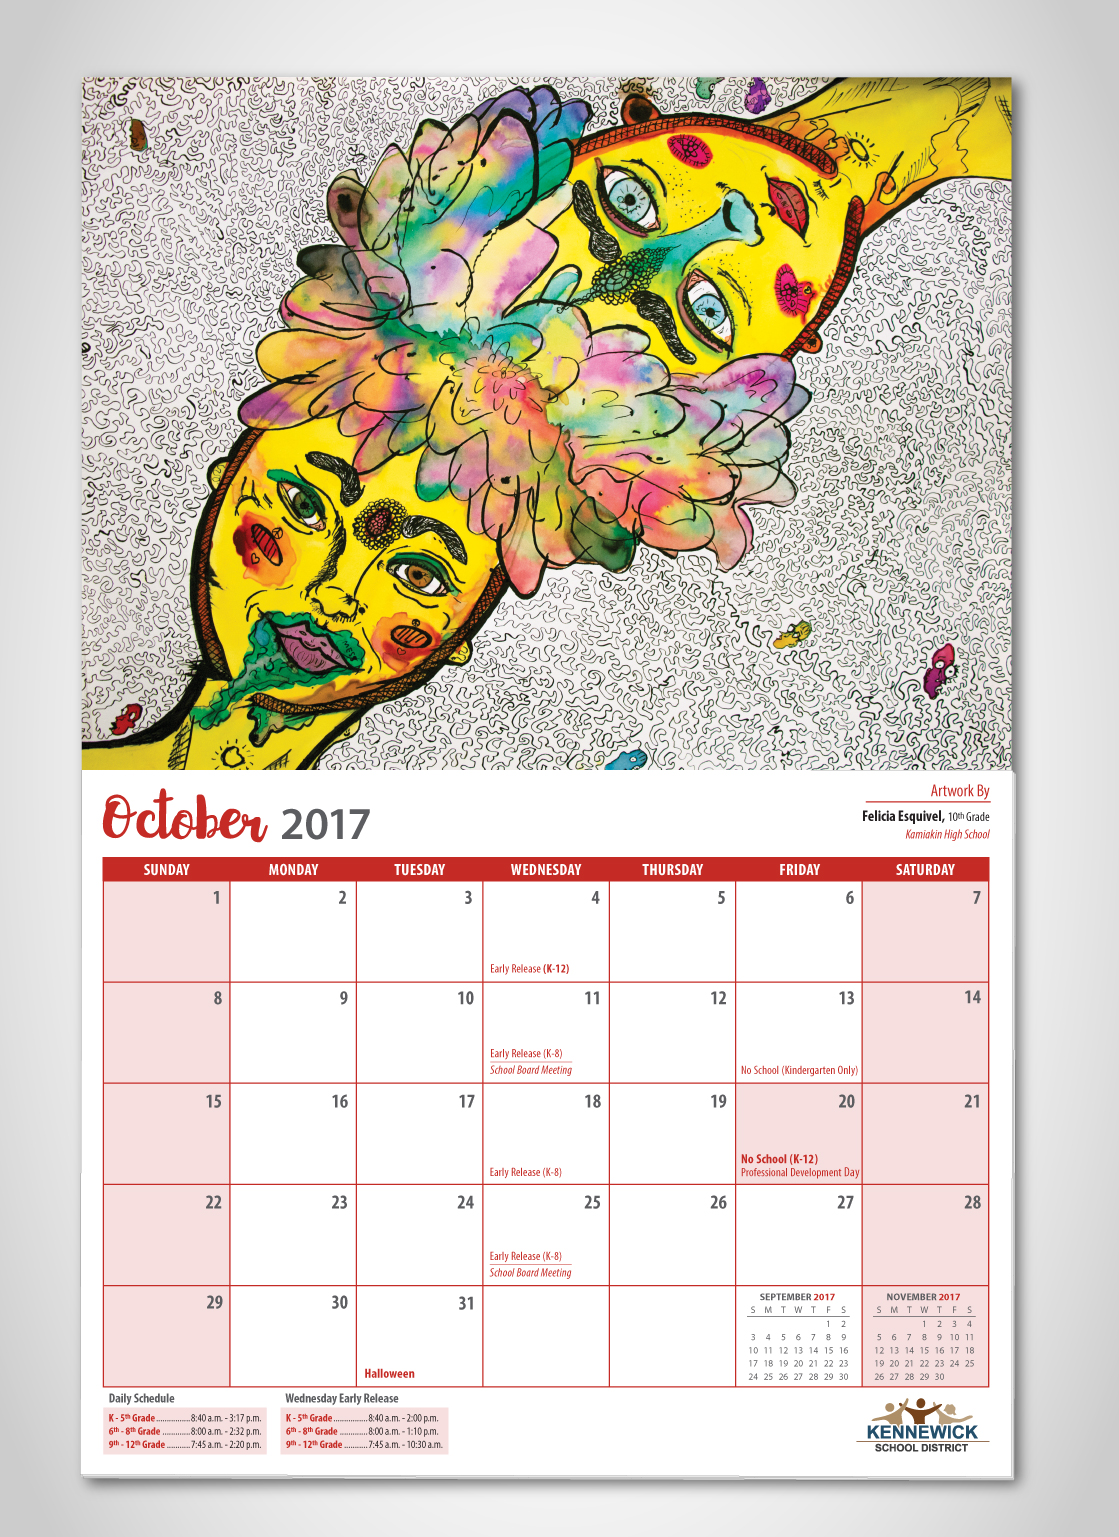 October 2017
Artwork By
Felicia Esquivel, 10th Grade
Kamiakin High School
SUNDAY MONDAY TUESDAY WEDNESDAY THURSDAY FRIDAY SATURDAY
1 2 3 4 5 6 7
Early Release (K-12)
8 9 10 11 12 13 14
Early Release (K-8)
School Board Meeting
No School (Kindergarten Only)
15 16 17 18 19 20 21
Early Release (K-8)
No School (K-12)
Professional Development Day
22 23 24 25 26 27 28
Early Release (K-8)
School Board Meeting
29 30 31
Halloween
SEPTEMBER 2017
S M T W T F S
1 2
3 4 5 6 7 8 9
10 11 12 13 14 15 16
17 18 19 20 21 22 23
24 25 26 27 28 29 30
NOVEMBER 2017
S M T W T F S
1 2 3 4
5 6 7 8 9 10 11
12 13 14 15 16 17 18
19 20 21 22 23 24 25
26 27 28 29 30
Daily Schedule
K - 5th Grade................8:40 a.m. - 3:17 p.m.
6th - 8th Grade.............8:00 a.m. - 2:32 p.m.
9th - 12th Grade...........7:45 a.m. - 2:20 p.m.
Wednesday Early Release
K - 5th Grade................8:40 a.m. - 2:00 p.m.
6th - 8th Grade.............8:00 a.m. - 1:10 p.m.
9th - 12th Grade...........7:45 a.m. - 10:30 a.m.
KENNEWICK
SCHOOL DISTRICT